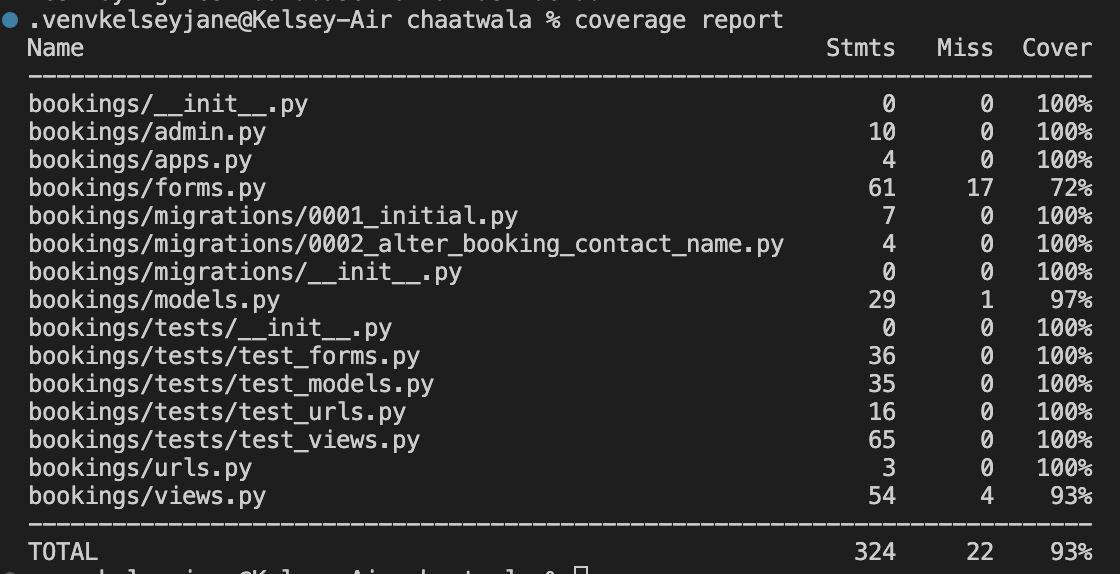 .venvkelseyjane@Kelsey-Air chaatwala % coverage report
Name Stmts Miss Cover
bookings/__init__.py 0 0 100%
bookings/admin.py 10 0 100%
bookings/apps.py 4 0 100%
bookings/forms.py 61 17 72%
bookings/migrations/0001_initial.py 7 0 100%
bookings/migrations/0002_alter_booking_contact_name.py 4 0 100%
bookings/migrations/__init__.py 0 0 100%
bookings/models.py 29 1 97%
bookings/tests/__init__.py 0 0 100%
bookings/tests/test_forms.py 36 0 100%
bookings/tests/test_models.py 35 0 100%
bookings/tests/test_urls.py 16 0 100%
bookings/tests/test_views.py 65 0 100%
bookings/urls.py 3 0 100%
bookings/views.py 54 4 93%
TOTAL 324 22 93%